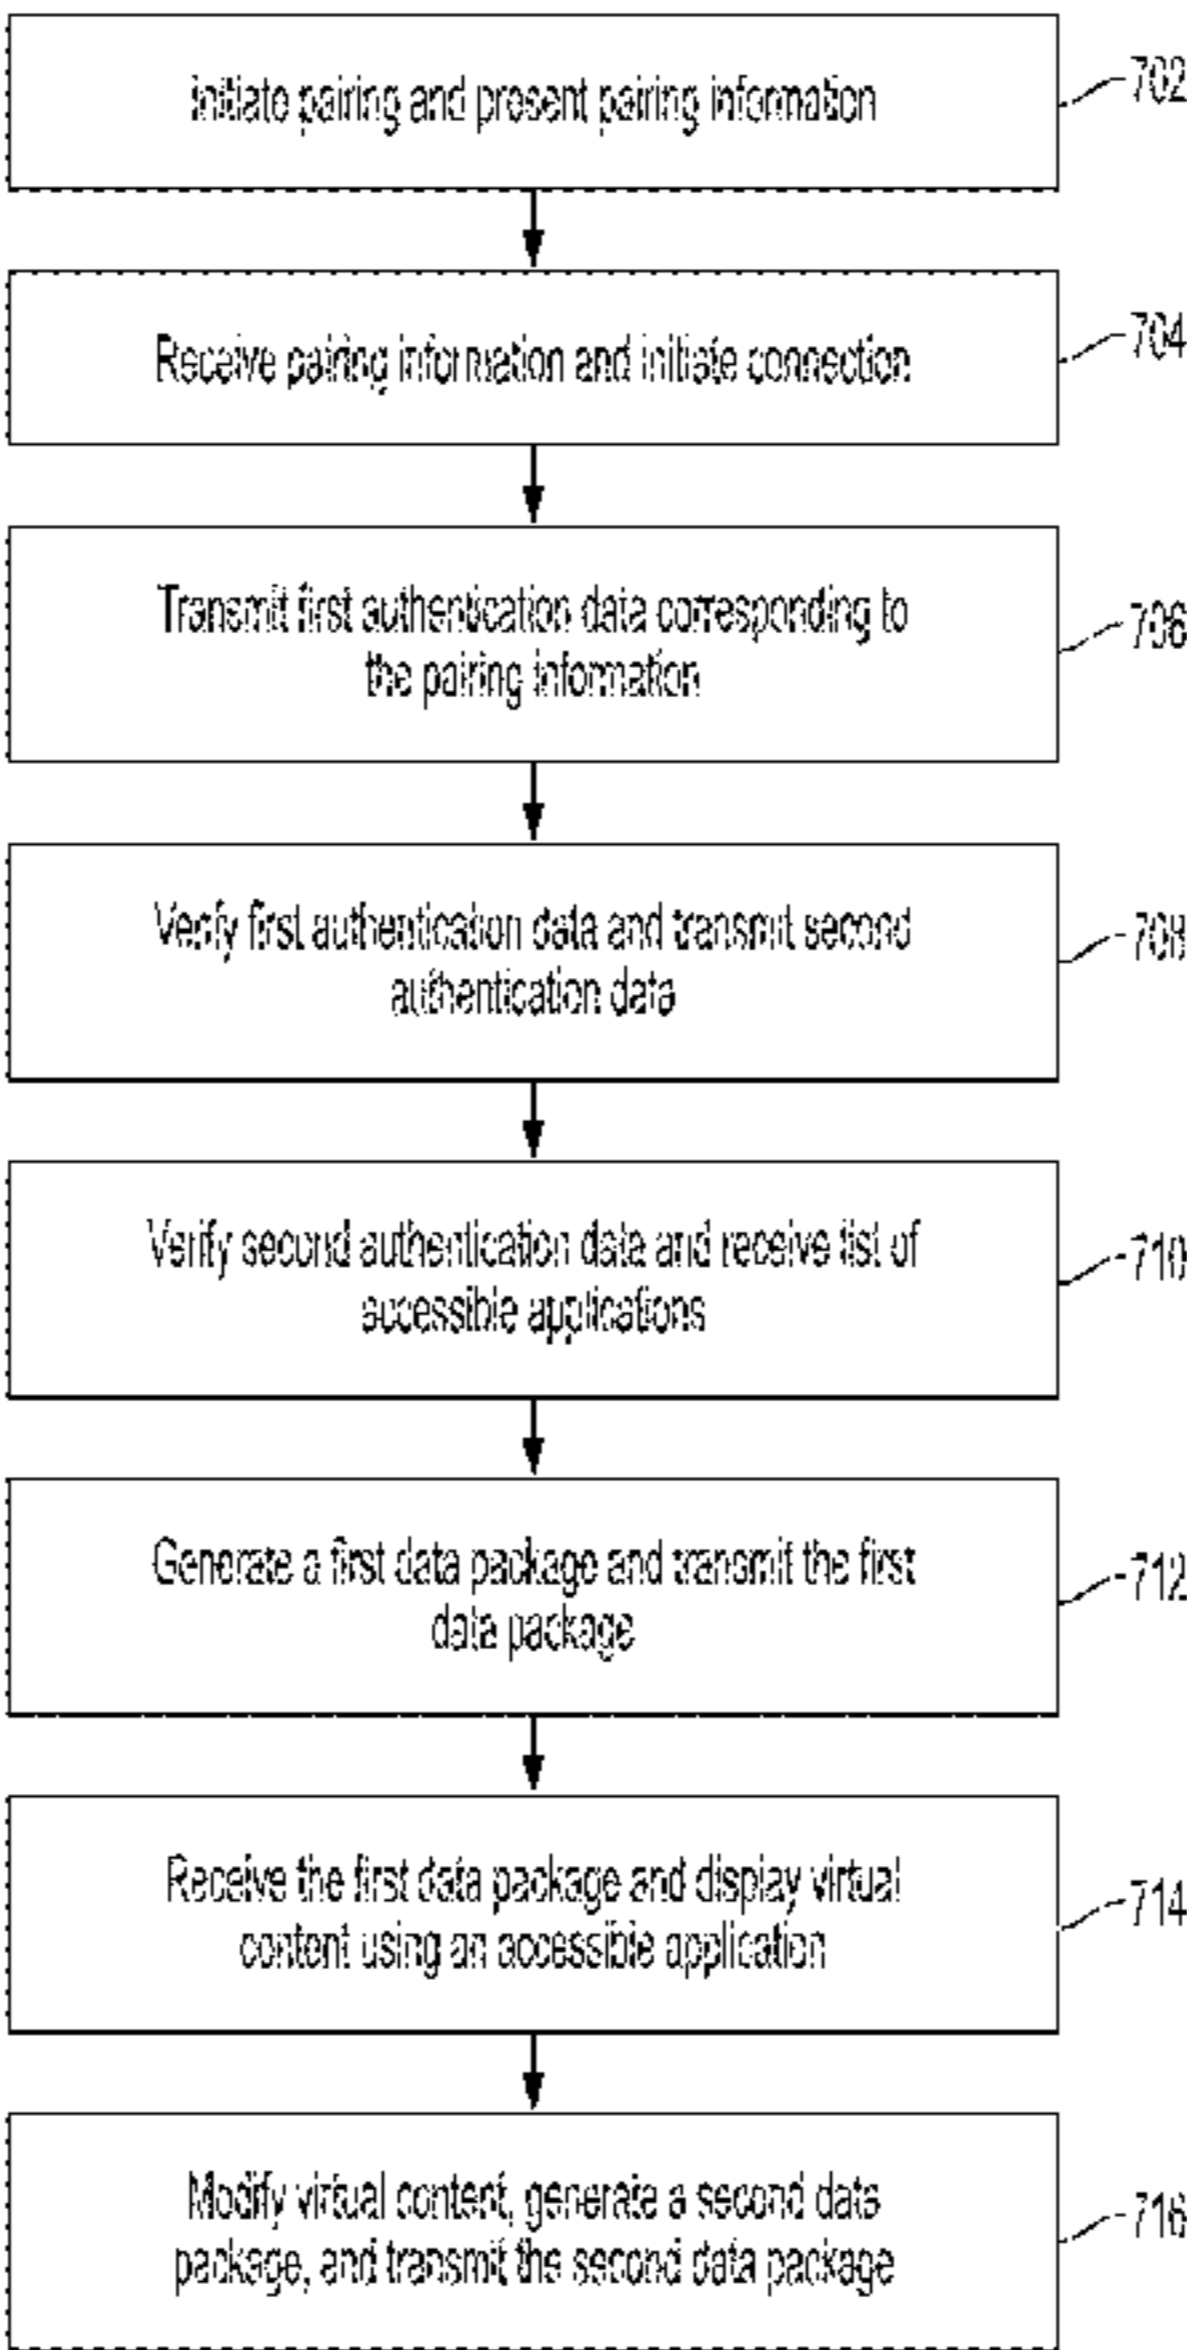 Initiate pairing and present pairing information
702
Receive pairing information and initiate connection
704
Transmit first authentication data corresponding to
the pairing information
706
Verify first authentication data and transmit second
authentication data
708
Verify second authentication data and receive list of
accessible applications
710
Generate a first data package and transmit the first
data package
712
Receive the first data package and display virtual
content using an accessible application
714
Modify virtual content, generate a second data
package, and transmit the second data package
716